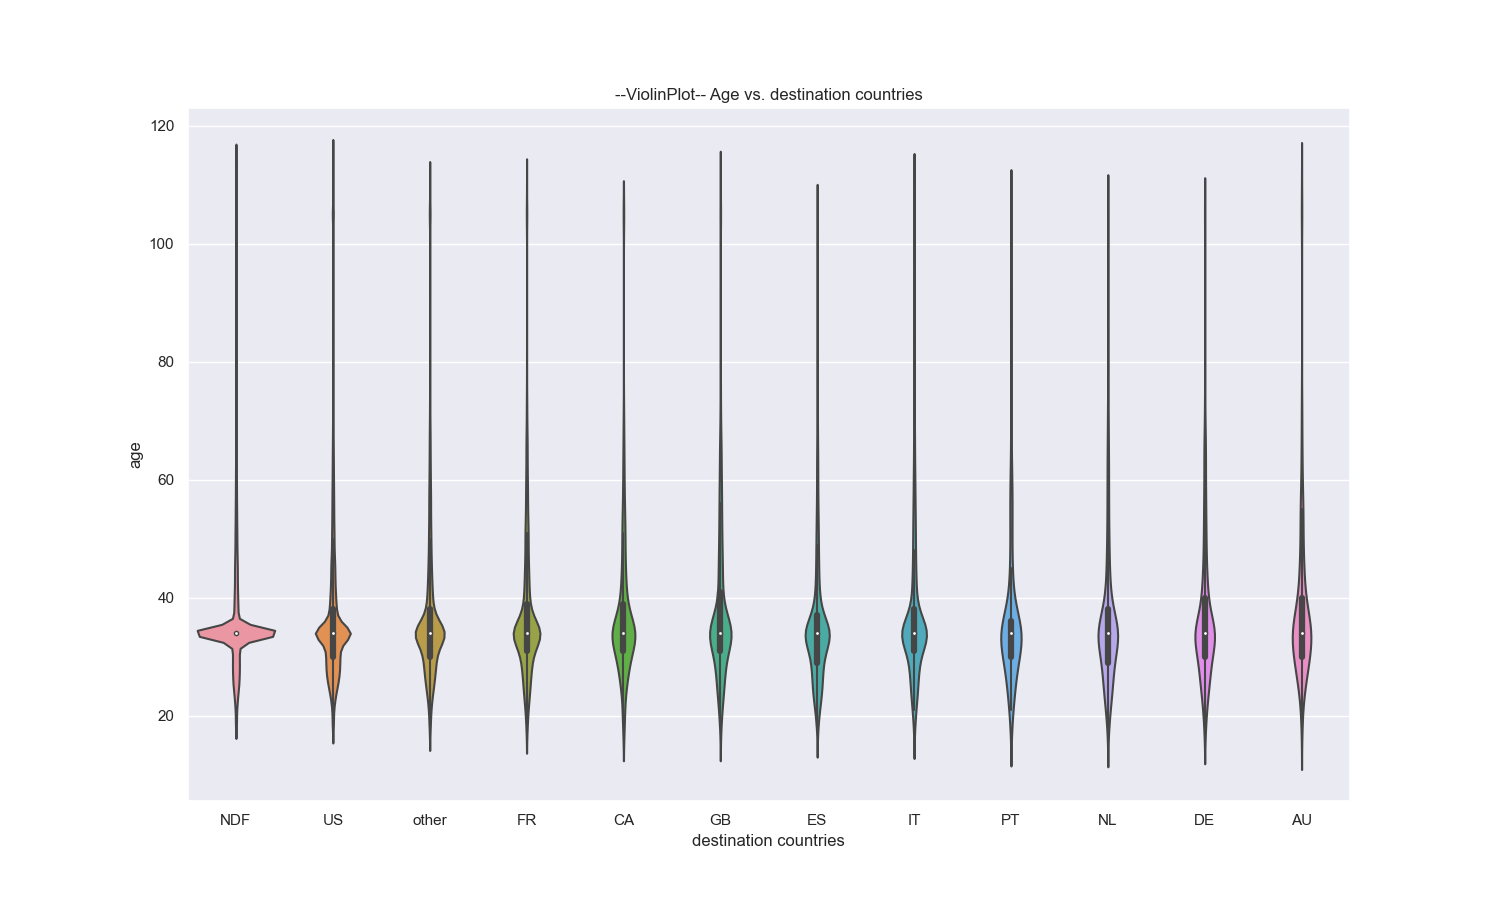 --ViolinPlot-- Age vs. destination countries
120
100
80
60
40
20
age
NDF US other FR CA GB ES IT PT NL DE AU
destination countries